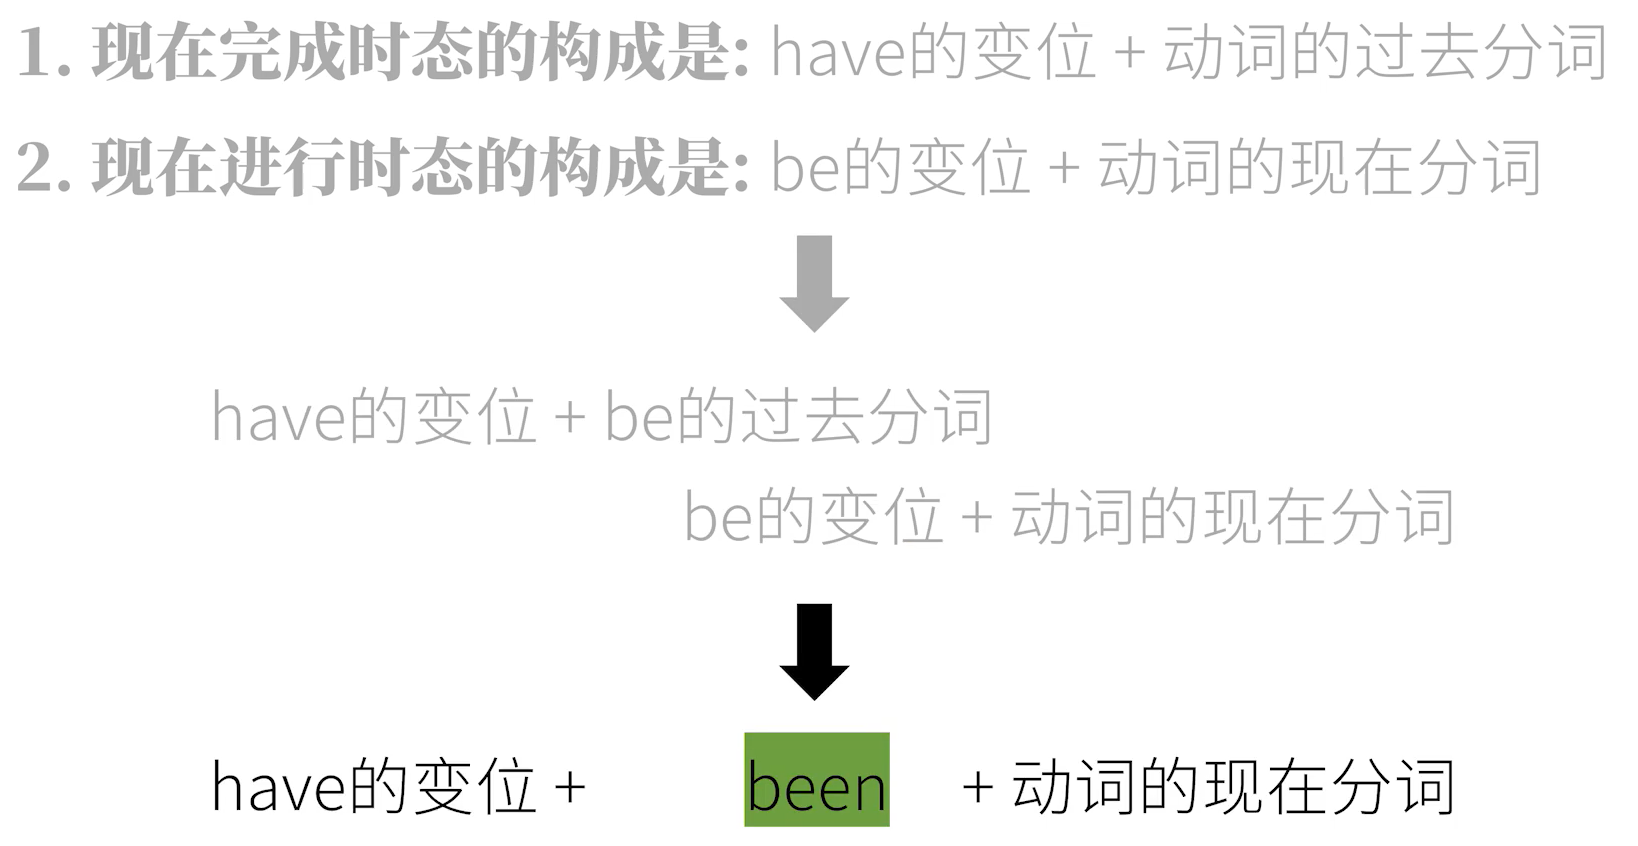 1. 现在完成时态的构成是: have的变位 + 动词的过去分词
2. 现在进行时态的构成是: be的变位 + 动词的现在分词
have的变位 + be的过去分词
be的变位 + 动词的现在分词
have的变位 + been + 动词的现在分词